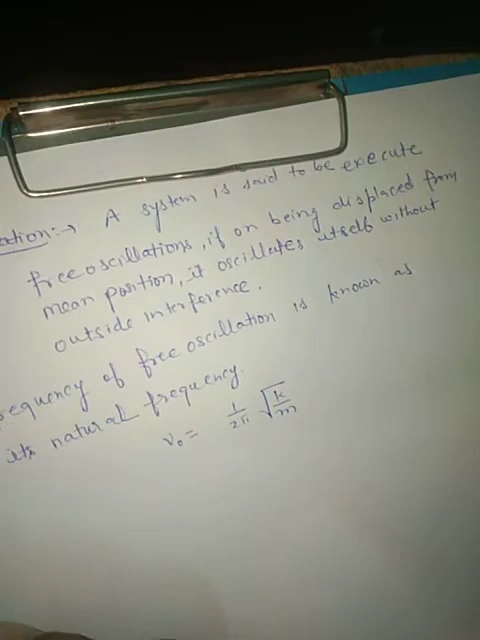 ation:→ A system is said to be execute
free oscillations, if on being displaced from
mean position, it oscillates itself without
outside interference.
requency of free oscillation is known as
its natural frequency.
ν₀ = 1/2π √k/m